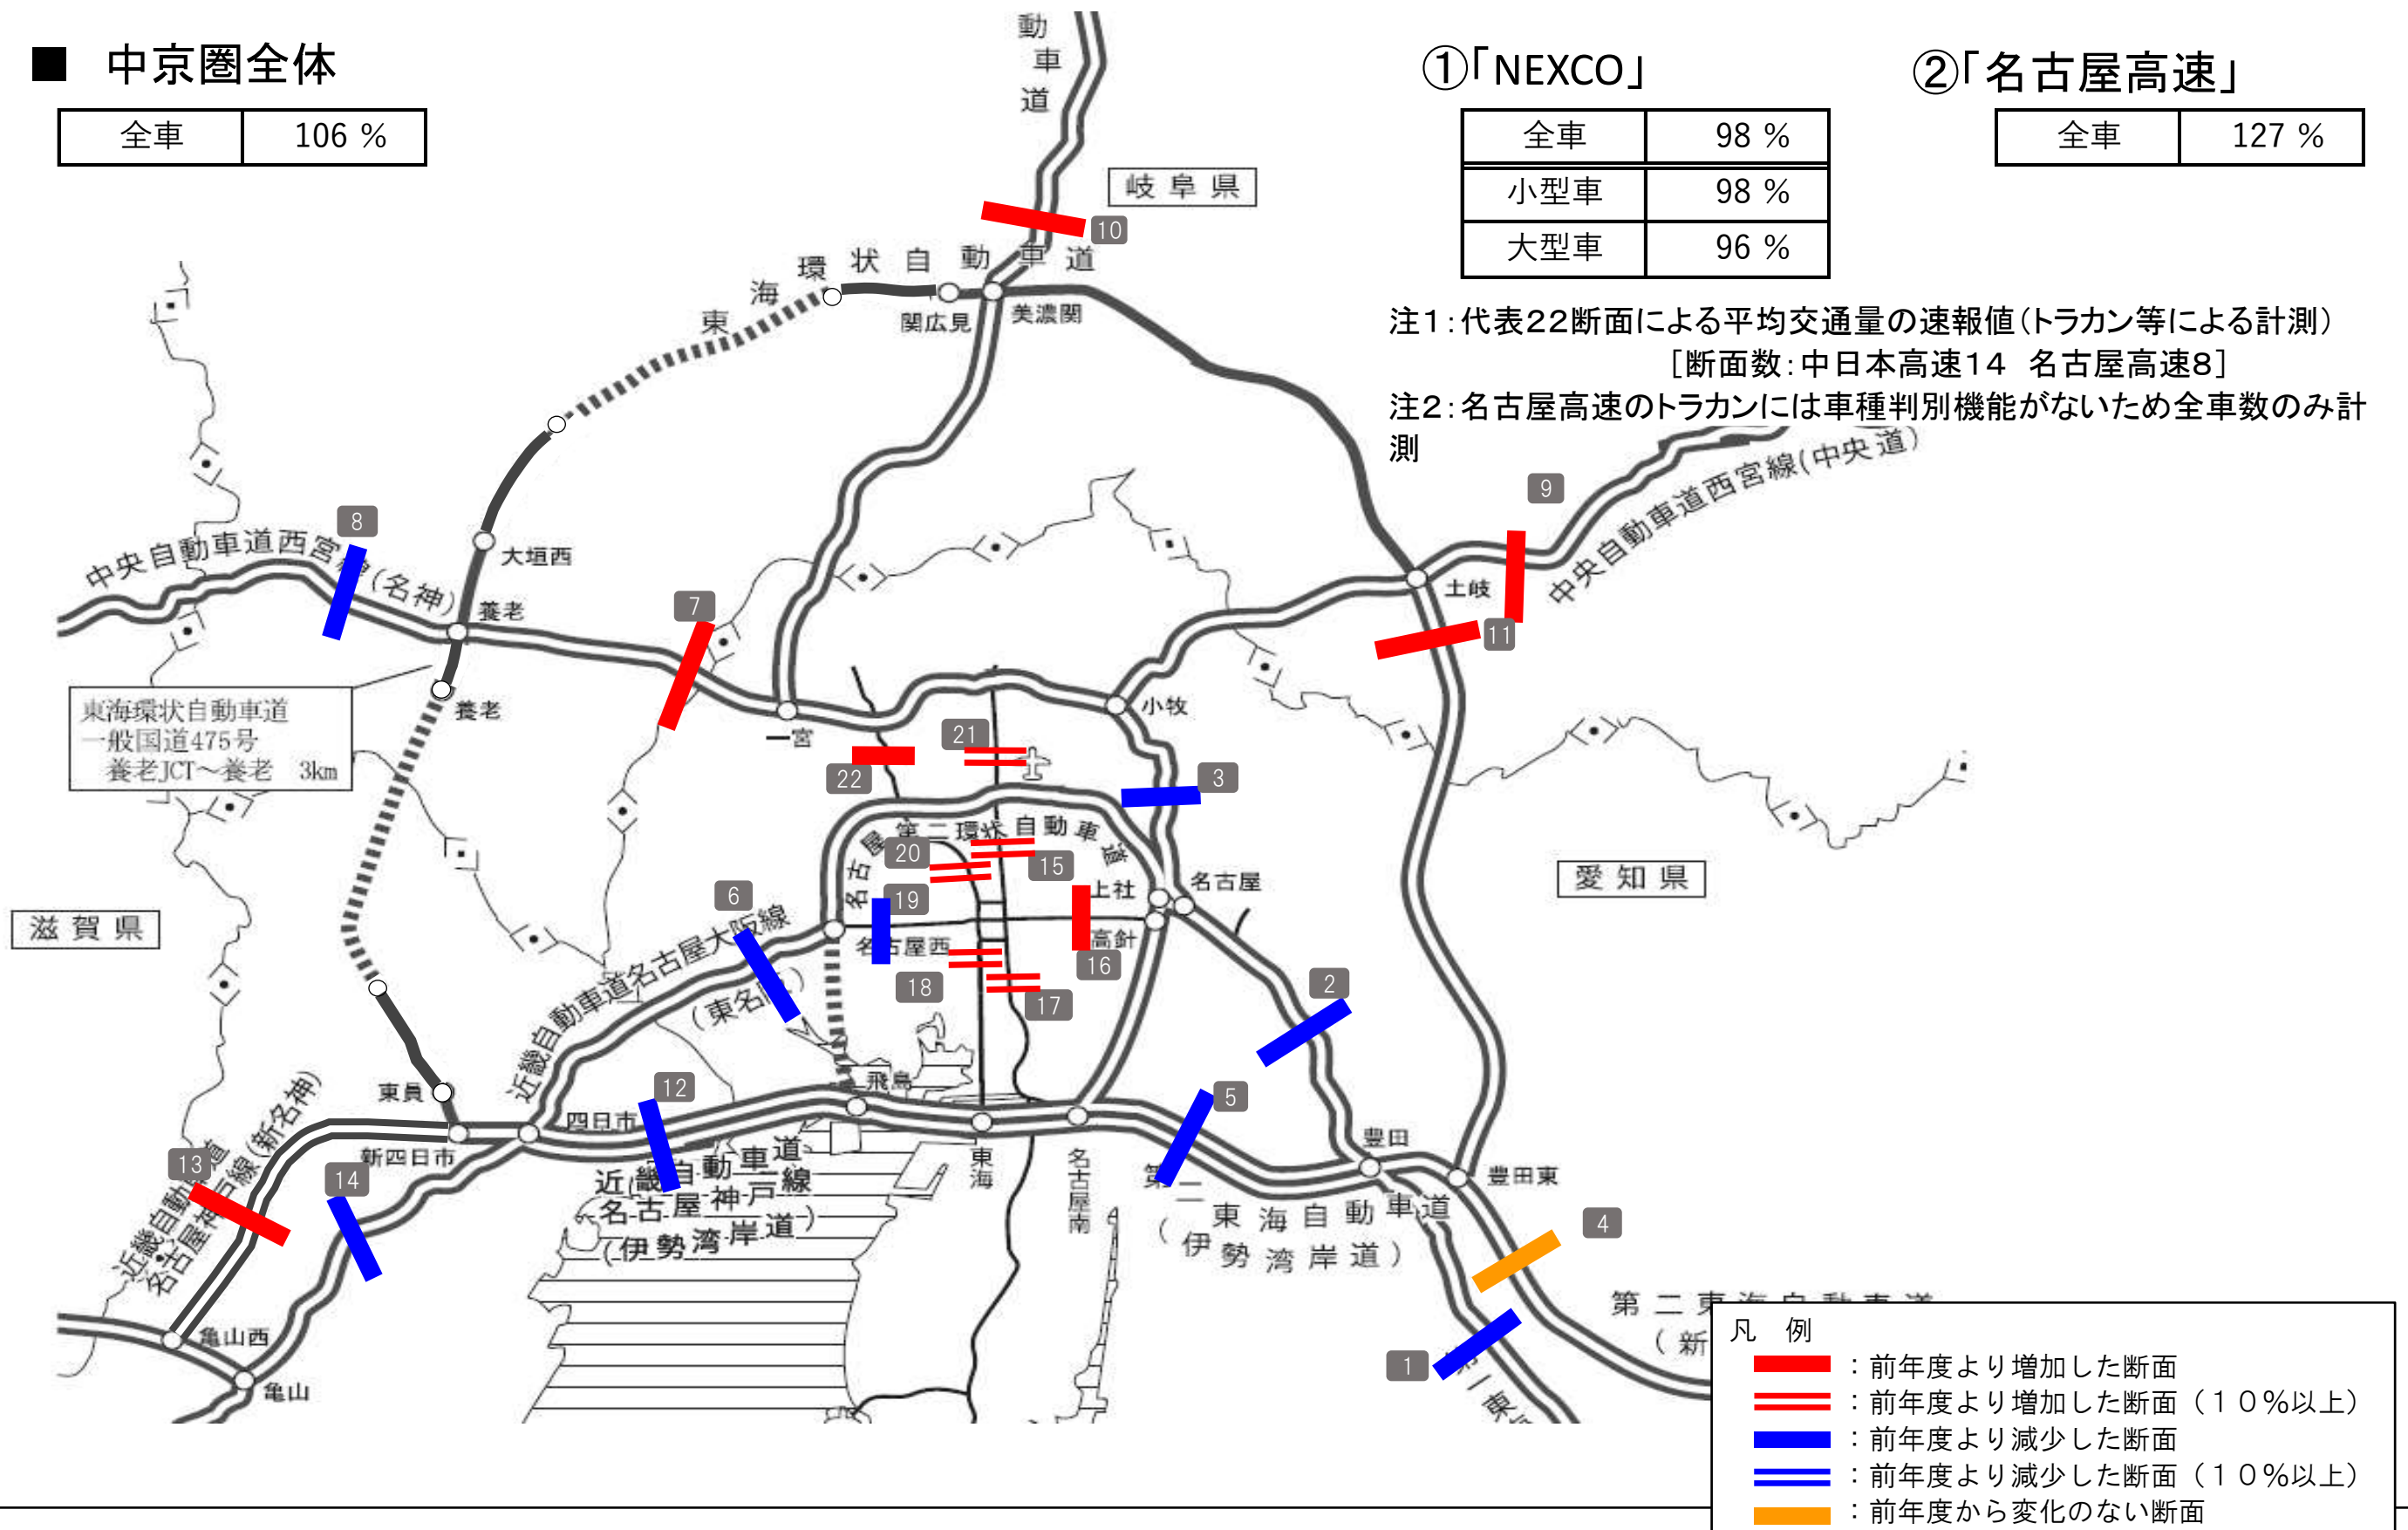 ■ 中京圏全体
全車 106 %
①「NEXCO」
全車 98 %
小型車 98 %
大型車 96 %
②「名古屋高速」
全車 127 %
注1：代表22断面による平均交通量の速報値（トラカン等による計測）
［断面数：中日本高速14 名古屋高速8］
注2：名古屋高速のトラカンには車種判別機能がないため全車数のみ計
測
動車道
岐阜県
10
東海環状自動車道
関広見
美濃関
9
中央自動車道西宮線(中央道)
8
中央自動車道西宮線(名神)
大垣西
養老
7
土岐
11
東海環状自動車道
一般国道475号
養老JCT～養老 3km
養老
一宮
小牧
21
22
3
名古屋第二環状自動車道
20
15
上社
名古屋
19
愛知県
滋賀県
6
近畿自動車道名古屋大阪線
(東名阪)
名古屋西
高針
16
18
17
2
東員
飛島
12
四日市
5
新四日市
13
14
近畿自動車道
名古屋神戸線(新名神)
近畿自動車道
名古屋神戸線
(伊勢湾岸道)
東海
名古屋南
豊田
豊田東
第二東海自動車道
(伊勢湾岸道)
4
亀山西
亀山
1
第二東海自動車道
(新
凡 例
：前年度より増加した断面
：前年度より増加した断面（１０％以上）
：前年度より減少した断面
：前年度より減少した断面（１０％以上）
：前年度から変化のない断面